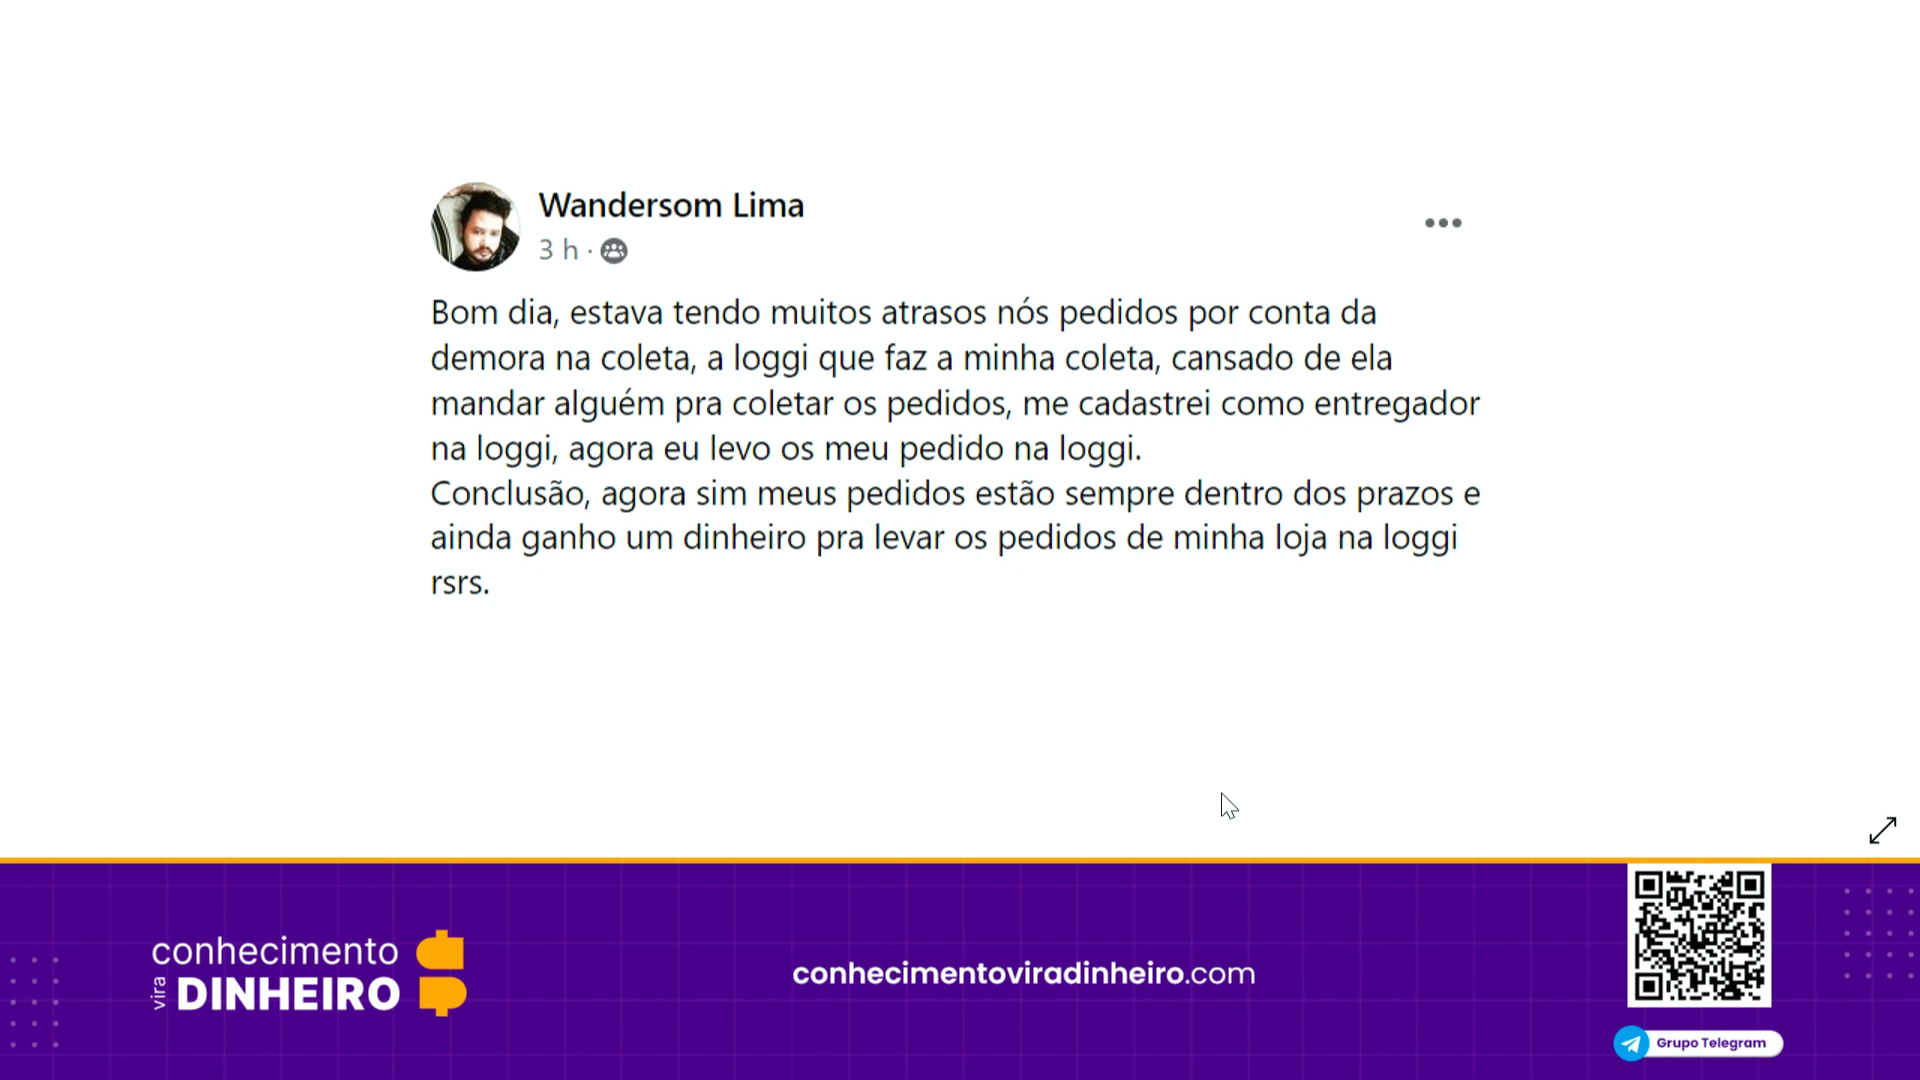 Wandersom Lima
3 h ·
Bom dia, estava tendo muitos atrasos nós pedidos por conta da
demora na coleta, a loggi que faz a minha coleta, cansado de ela
mandar alguém pra coletar os pedidos, me cadastrei como entregador
na loggi, agora eu levo os meu pedido na loggi.
Conclusão, agora sim meus pedidos estão sempre dentro dos prazos e
ainda ganho um dinheiro pra levar os pedidos de minha loja na loggi
rsrs.
conhecimento
vira DINHEIRO
conhecimentoviradinheiro.com
Grupo Telegram